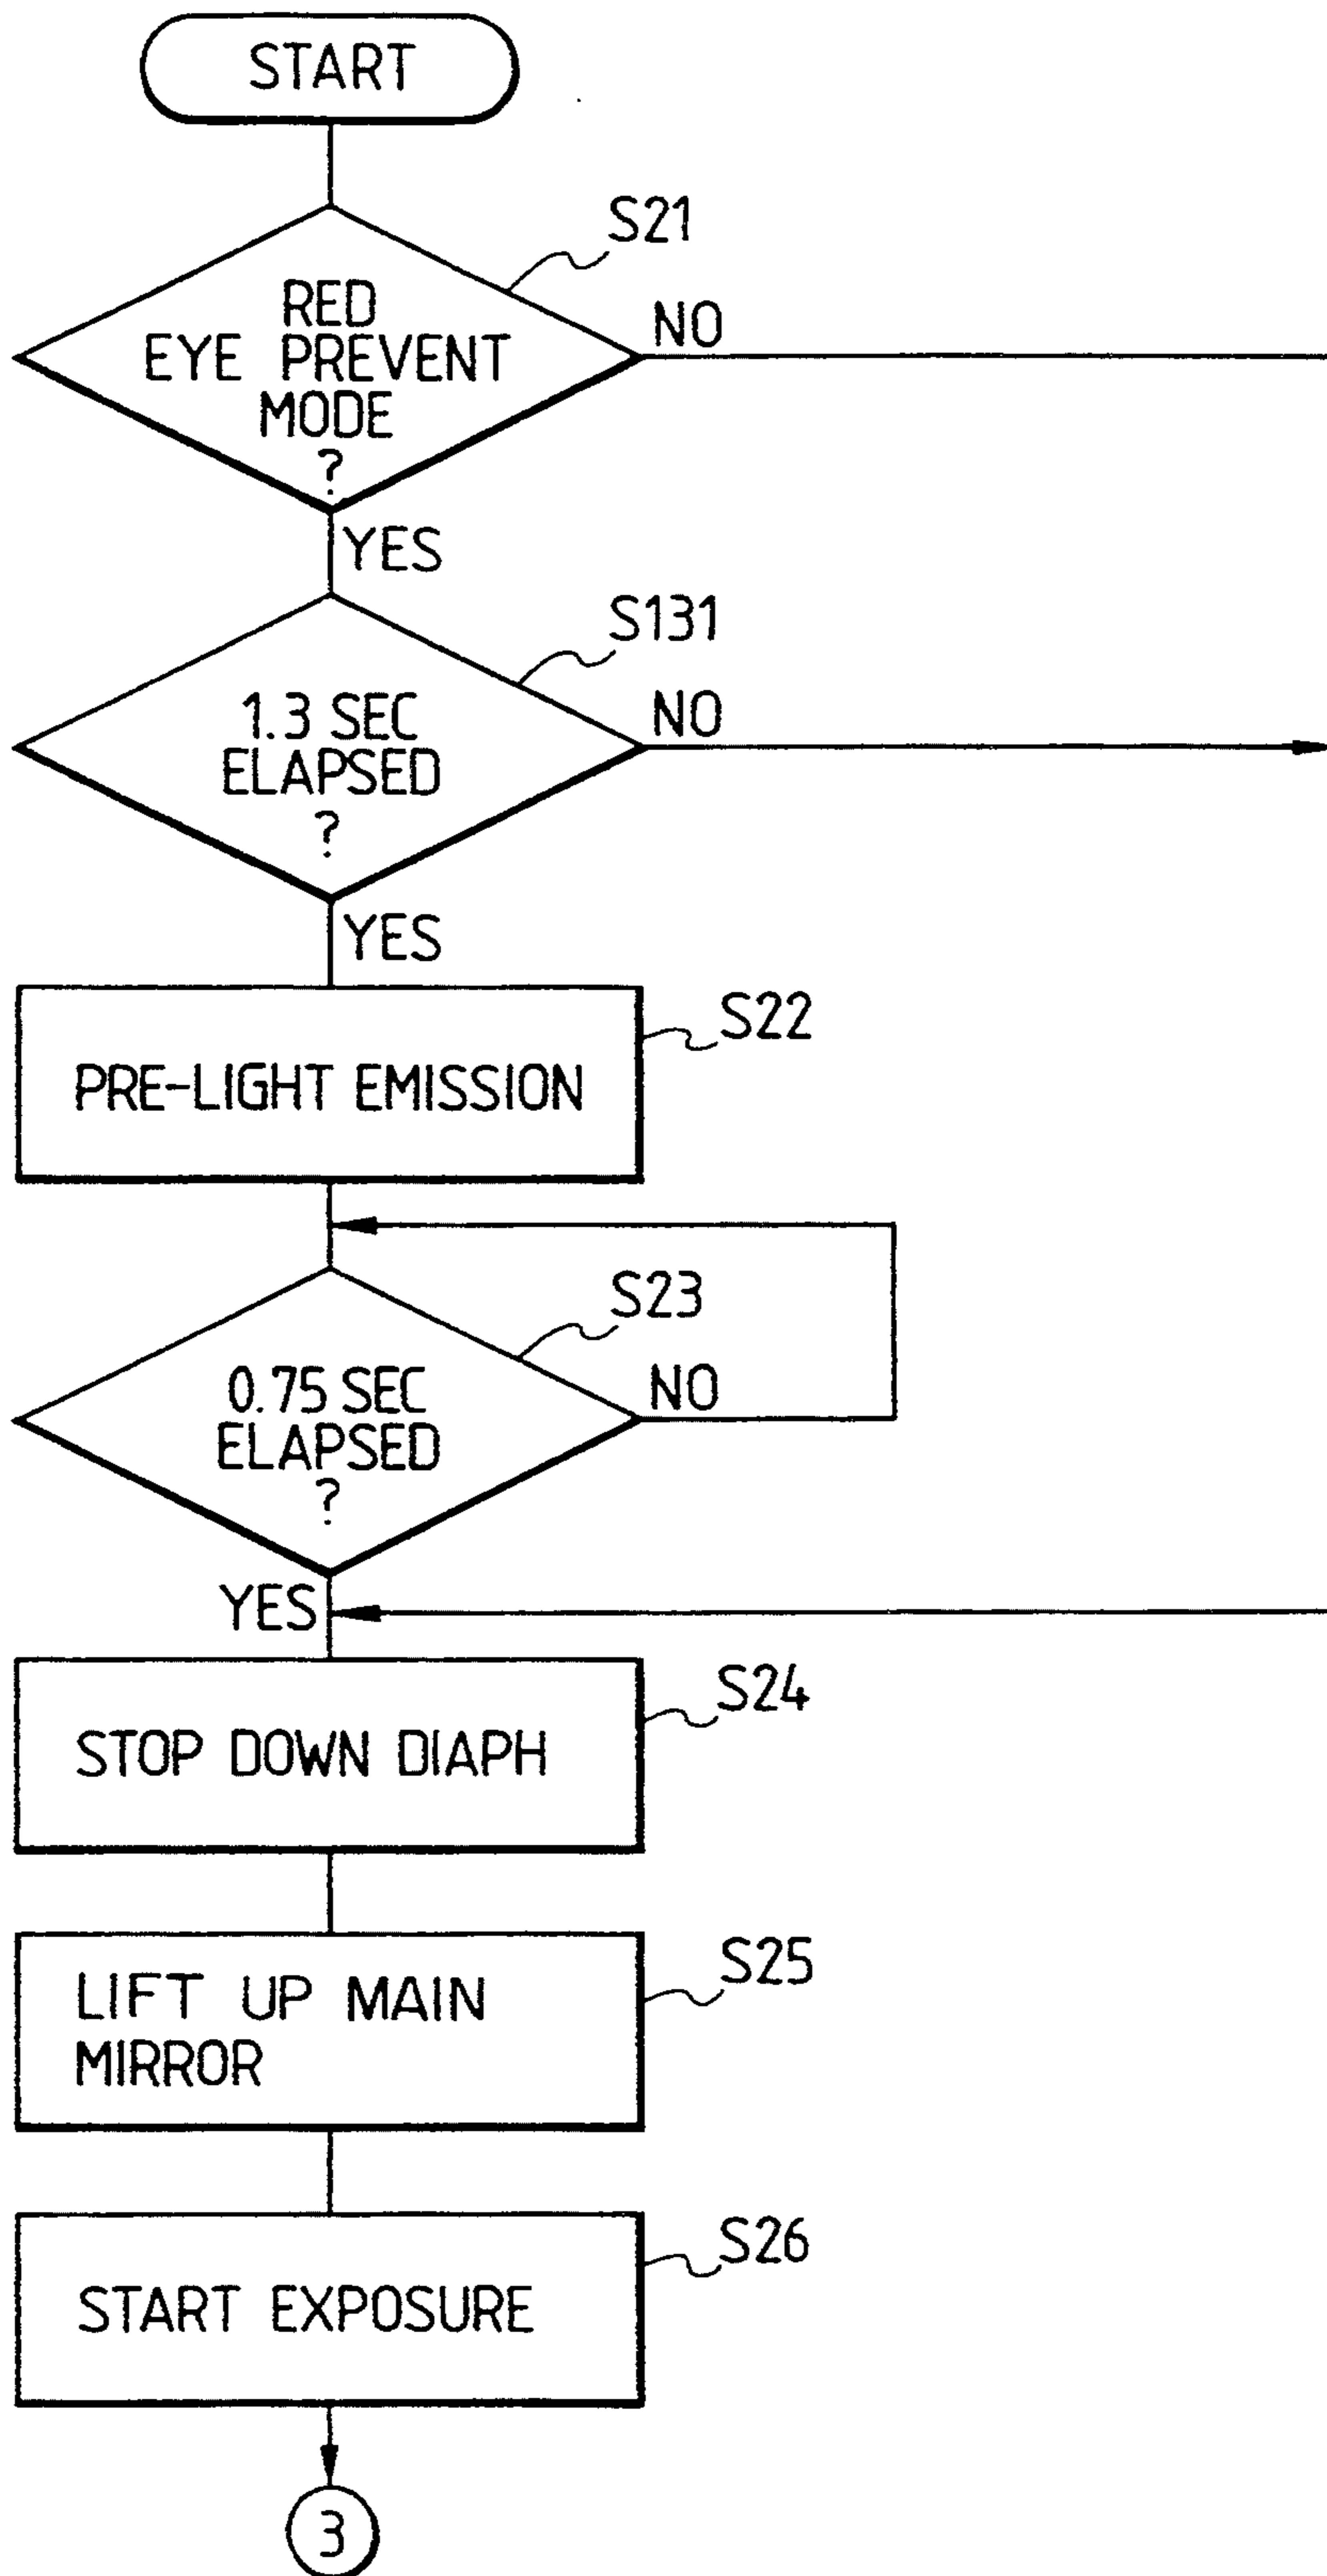 START
S21
RED
EYE PREVENT
MODE
?
NO
YES
S131
1.3 SEC
ELAPSED
?
NO
YES
S22
PRE-LIGHT EMISSION
S23
0.75 SEC
ELAPSED
?
NO
YES
S24
STOP DOWN DIAPH
S25
LIFT UP MAIN
MIRROR
S26
START EXPOSURE
3